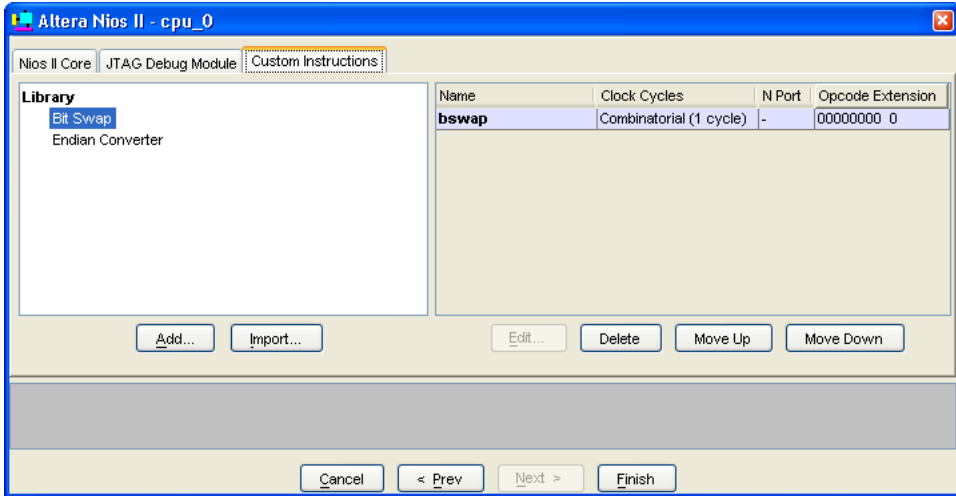 Altera Nios II - cpu_0
Nios II Core JTAG Debug Module Custom Instructions
Library
Bit Swap
Endian Converter
Name Clock Cycles N Port Opcode Extension
bswap Combinatorial (1 cycle) - 00000000 0
Add... Import... Edit... Delete Move Up Move Down
Cancel < Prev Next > Finish